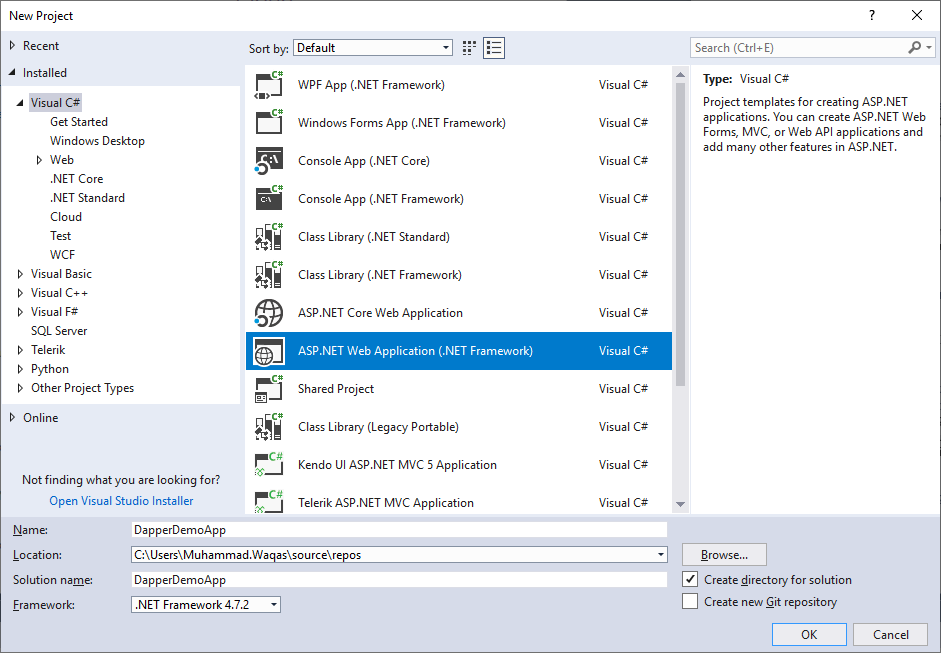 New Project
?
Recent
Installed
Visual C#
Get Started
Windows Desktop
Web
.NET Core
.NET Standard
Cloud
Test
WCF
Visual Basic
Visual C++
Visual F#
SQL Server
Telerik
Python
Other Project Types
Online
Not finding what you are looking for?
Open Visual Studio Installer
Sort by: Default
Search (Ctrl+E)
WPF App (.NET Framework) Visual C#
Windows Forms App (.NET Framework) Visual C#
Console App (.NET Core) Visual C#
Console App (.NET Framework) Visual C#
Class Library (.NET Standard) Visual C#
Class Library (.NET Framework) Visual C#
ASP.NET Core Web Application Visual C#
ASP.NET Web Application (.NET Framework) Visual C#
Shared Project Visual C#
Class Library (Legacy Portable) Visual C#
Kendo UI ASP.NET MVC 5 Application Visual C#
Telerik ASP.NET MVC Application Visual C#
Type: Visual C#
Project templates for creating ASP.NET
applications. You can create ASP.NET Web
Forms, MVC, or Web API applications and
add many other features in ASP.NET.
Name: DapperDemoApp
Location: C:\Users\Muhammad.Waqas\source\repos
Browse...
Solution name: DapperDemoApp
Create directory for solution
Framework: .NET Framework 4.7.2
Create new Git repository
OK
Cancel